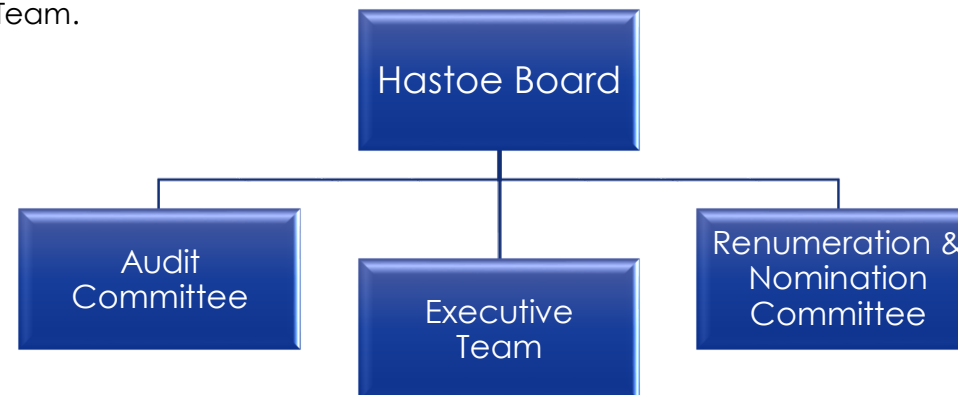 Team.
Hastoe Board
Audit
Committee
Executive
Team
Renumeration &
Nomination
Committee